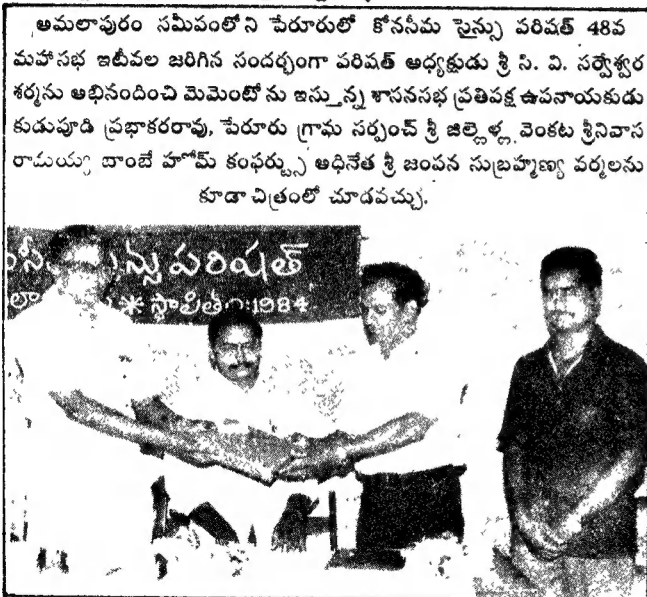 అమలాపురం సమీపంలోని పేరూరులో కోనసీమ సైన్సు పరిషత్ 48వ
మహాసభ ఇటీవల జరిగిన సందర్భంగా పరిషత్ అధ్యక్షుడు శ్రీ సి. వి. సర్వేశ్వర
శర్మను అభినందించి మెమెంటో ను ఇస్తున్న శాసనసభ ప్రతిపక్ష ఉపనాయకుడు
కుడుపూడి ప్రభాకరరావు, పేరూరు గ్రామ సర్పంచ్ శ్రీ జిల్లెళ్ల వెంకట శ్రీనివాస
రామయ్య బాంబే హోమ్ కంఫర్ట్సు అధినేత శ్రీ జంపన సుబ్రహ్మణ్య వర్మలను
కూడా చిత్రంలో చూడవచ్చు.
న్సు పరిషత్
స్థాపితం:1984